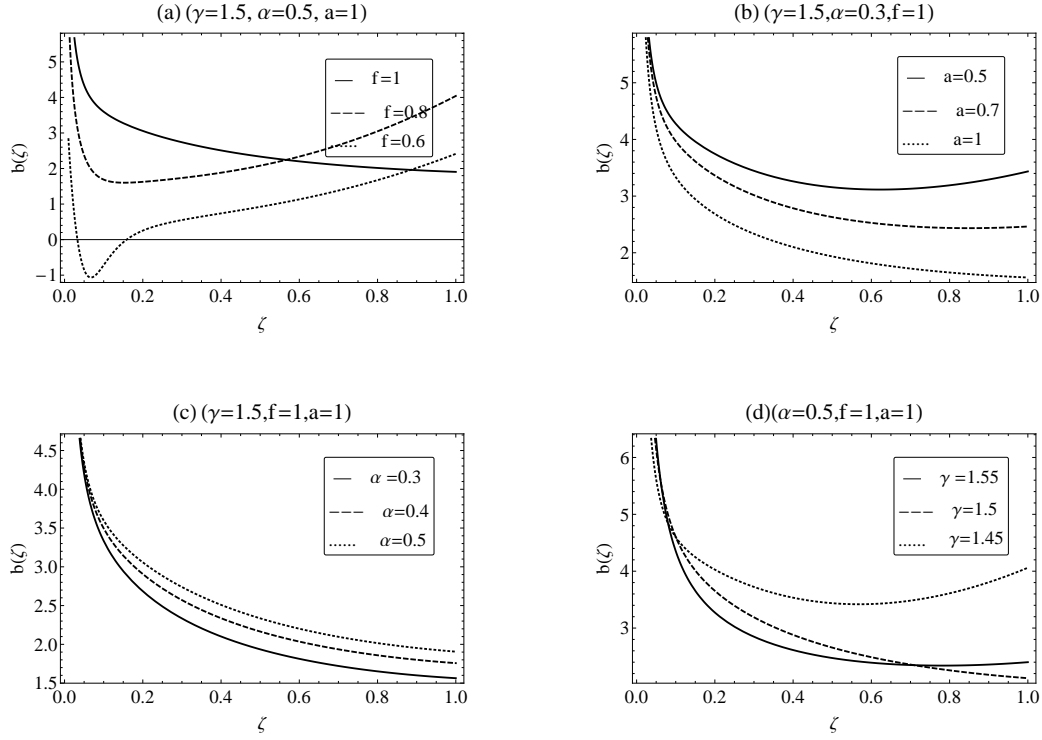 (a) (γ=1.5, α=0.5, a=1)
f=1
f=0.8
f=0.6
b(ζ)
5
4
3
2
1
0
−1
0.0 0.2 0.4 0.6 0.8 1.0
ζ
(b) (γ=1.5,α=0.3,f=1)
a=0.5
a=0.7
a=1
b(ζ)
5
4
3
2
0.0 0.2 0.4 0.6 0.8 1.0
ζ
(c) (γ=1.5,f=1,a=1)
α=0.3
α=0.4
α=0.5
b(ζ)
4.5
4.0
3.5
3.0
2.5
2.0
1.5
0.0 0.2 0.4 0.6 0.8 1.0
ζ
(d)(α=0.5,f=1,a=1)
γ=1.55
γ=1.5
γ=1.45
b(ζ)
6
5
4
3
0.0 0.2 0.4 0.6 0.8 1.0
ζ